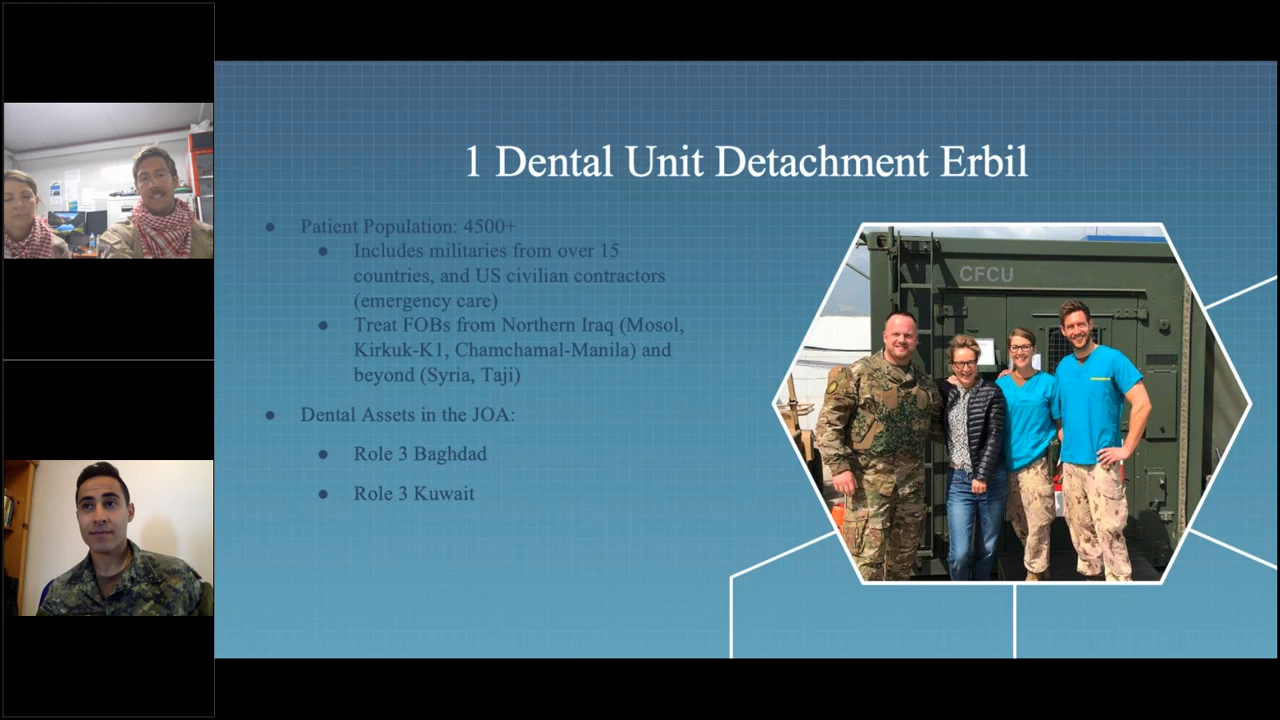 1 Dental Unit Detachment Erbil
● Patient Population: 4500+
● Includes militaries from over 15
countries, and US civilian contractors
(emergency care)
● Treat FOBs from Northern Iraq (Mosol,
Kirkuk-K1, Chamchamal-Manila) and
beyond (Syria, Taji)
● Dental Assets in the JOA:
● Role 3 Baghdad
● Role 3 Kuwait
CFCU